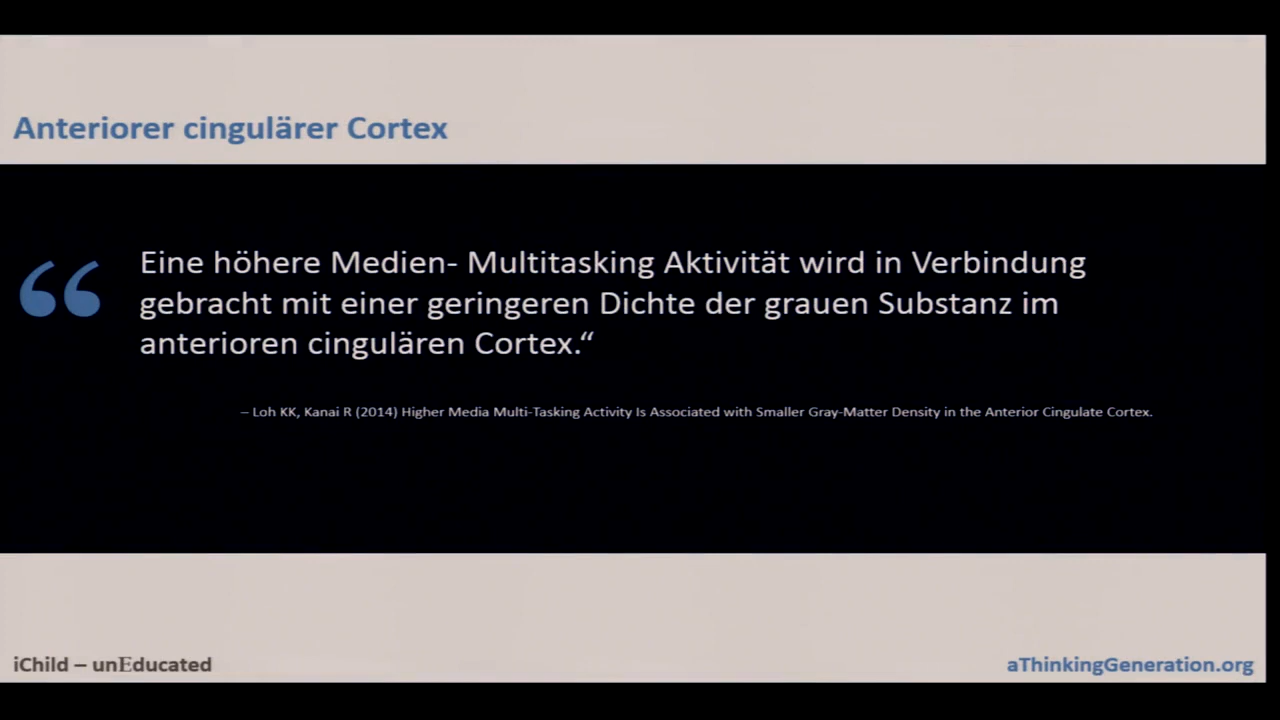 Anteriorer cingulärer Cortex
“
Eine höhere Medien- Multitasking Aktivität wird in Verbindung
gebracht mit einer geringeren Dichte der grauen Substanz im
anterioren cingulären Cortex.“
– Loh KK, Kanai R (2014) Higher Media Multi-Tasking Activity Is Associated with Smaller Gray-Matter Density in the Anterior Cingulate Cortex.
iChild – unEducated
aThinkingGeneration.org